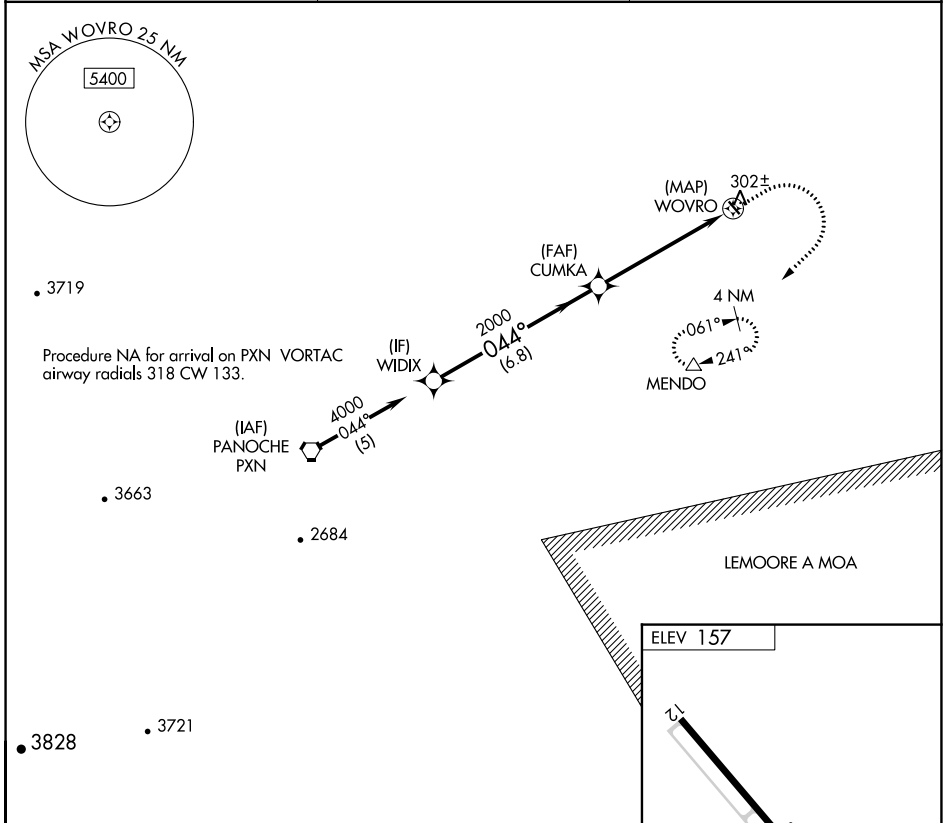 MSA WOVRO 25 NM
5400
302±
(MAP)
WOVRO
(FAF)
CUMKA
3719
4 NM
061°
241°
MENDO
2000
044°
(6.8)
Procedure NA for arrival on PXN VORTAC
airway radials 318 CW 133.
(IF)
WIDIX
4000
044°
(5)
(IAF)
PANOCHE
PXN
3663
2684
LEMOORE A MOA
ELEV 157
12
3721
3828